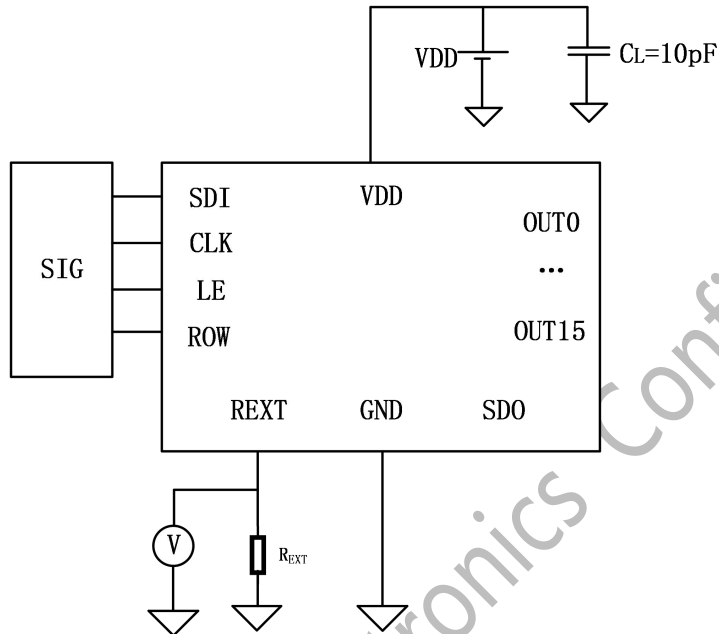 VDD
CL=10pF
SDI
VDD
OUT0
CLK
...
SIG
LE
OUT15
ROW
REXT
GND
SDO
V
REXT